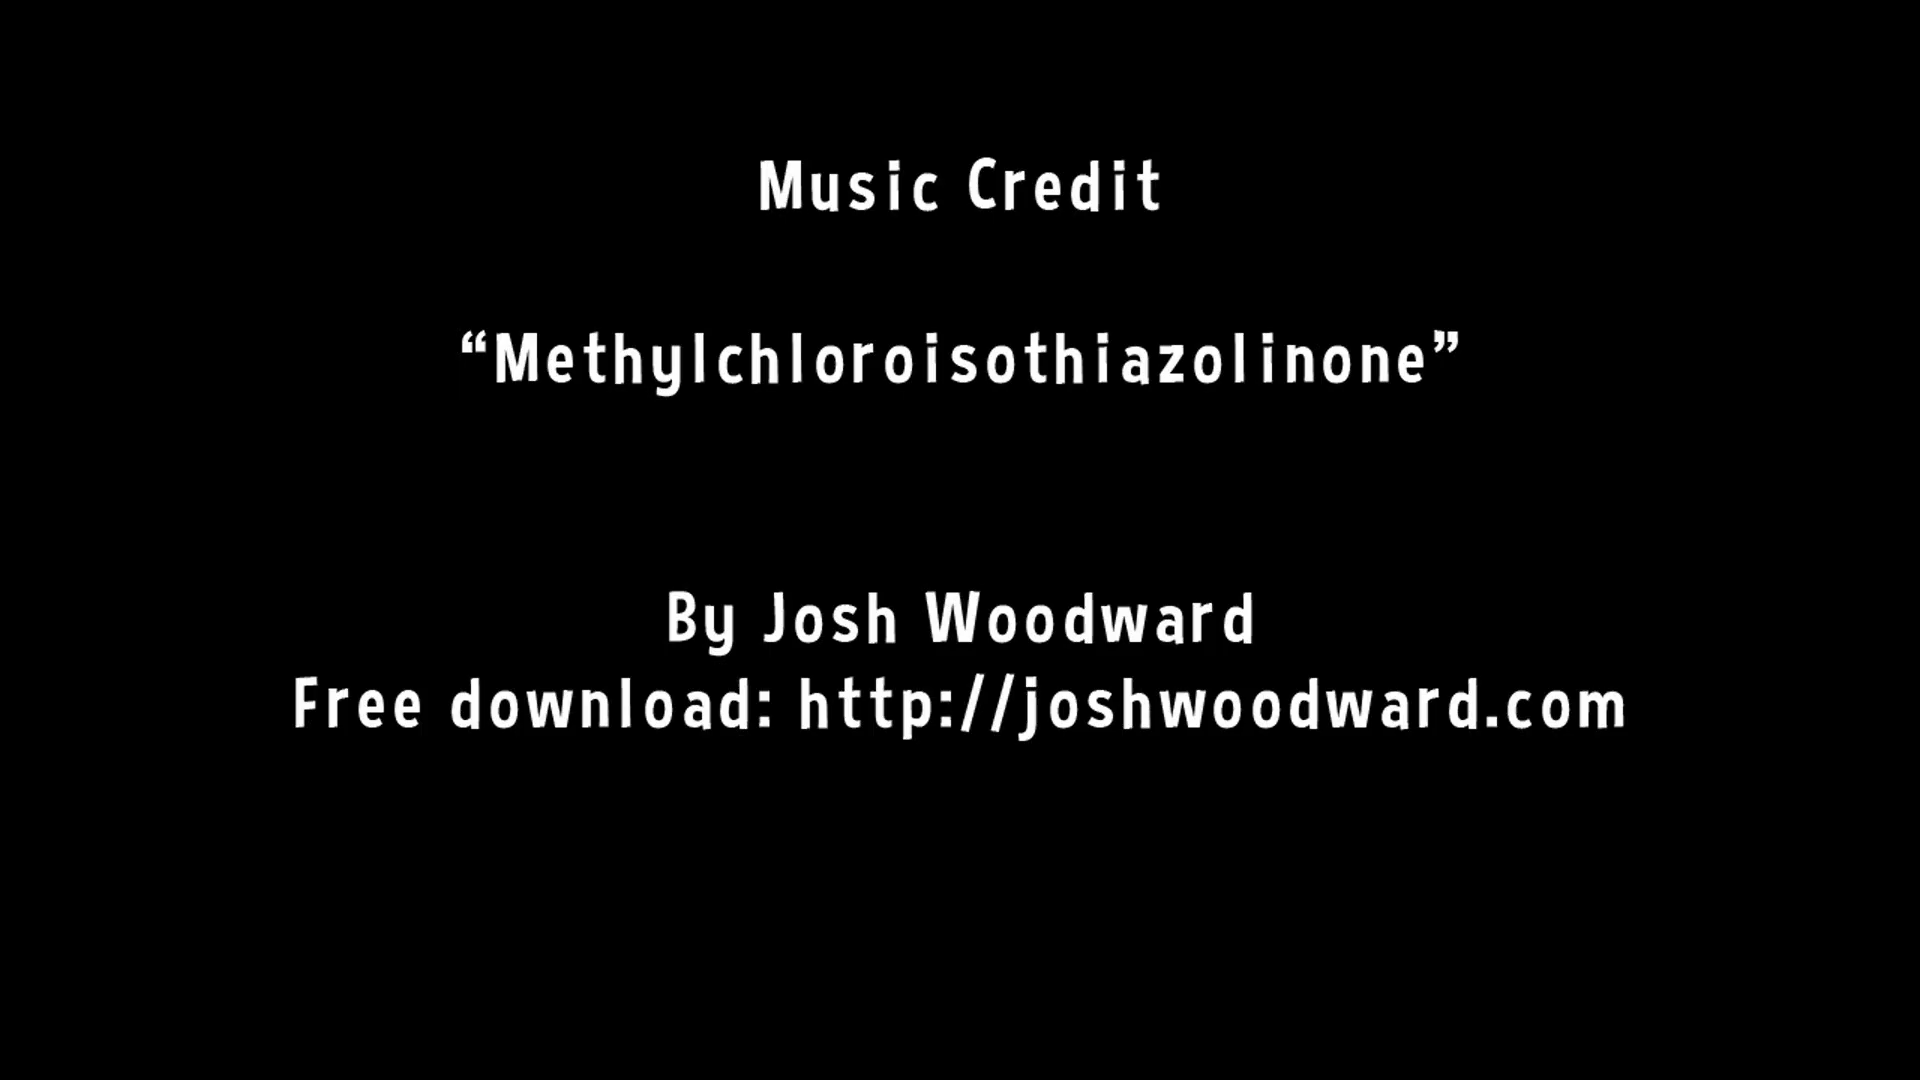 Music Credit
“Methylchloroisothiazolinone”
By Josh Woodward
Free download: http://joshwoodward.com